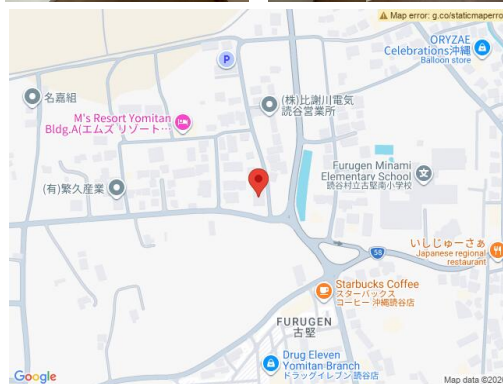 Map error: g.co/staticmaperro
ORYZAE
Celebrations沖縄
Balloon store
P
名嘉組
(株)比謝川電気
読谷営業所
M's Resort Yomitan
Bldg.A(エムズ リゾート…
Furugen Minami
Elementary School
読谷村立古堅南小学校
文
(有)繁久産業
いしじゅーさぁ
Japanese regional
restaurant
58
Starbucks Coffee
スターバックス
コーヒー 沖縄読谷店
FURUGEN
古堅
Drug Eleven
Yomitan Branch
ドラッグイレブン 読谷店
Google
Map data ©202